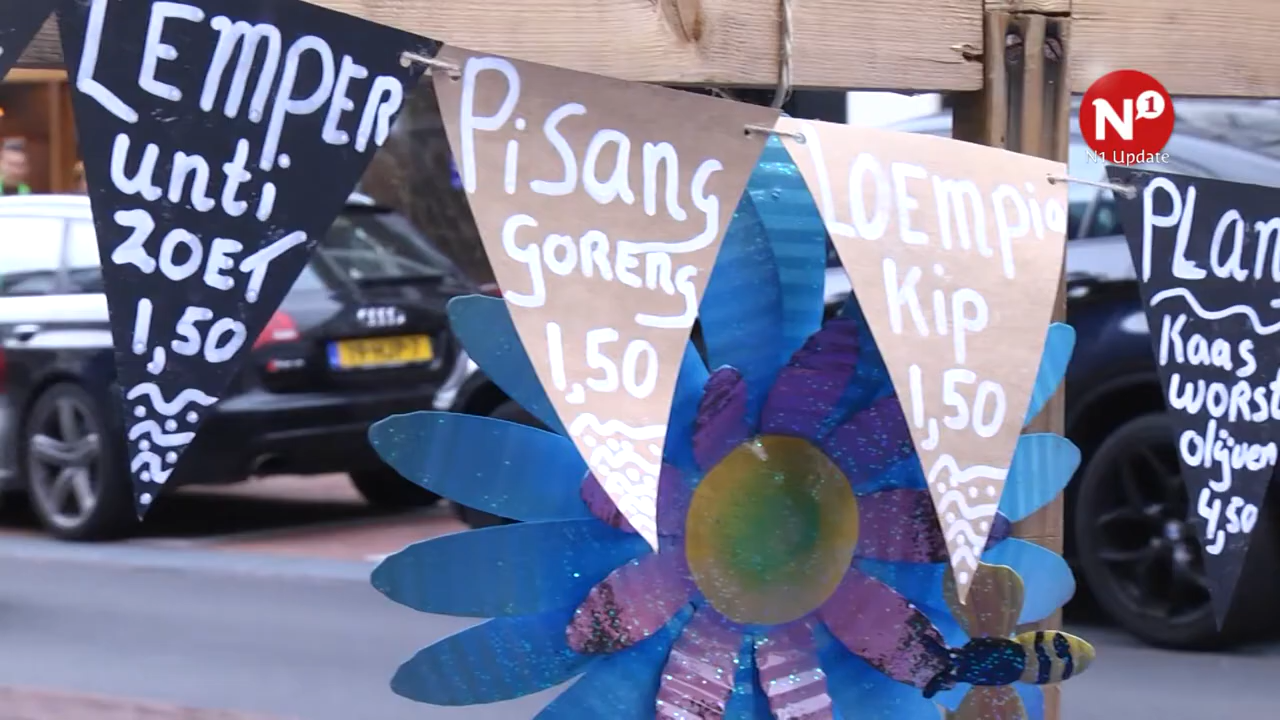 LEMPER
unti
ZOET
1,50
PiSang
GORENG
1,50
LOEmpia
Kip
1,50
PLAN
Kaas
WORST
olijven
4,50
N1
N1 Update